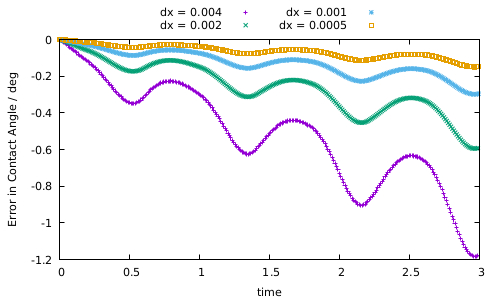 dx = 0.004 dx = 0.001
dx = 0.002 dx = 0.0005
0
-0.2
-0.4
-0.6
-0.8
-1
-1.2
Error in Contact Angle / deg
0 0.5 1 1.5 2 2.5 3
time